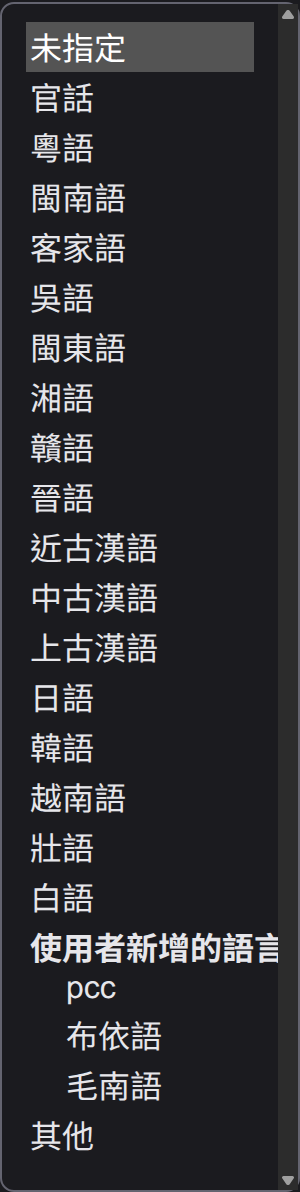 未指定
官話
粵語
閩南語
客家語
吳語
閩東語
湘語
贛語
晉語
近古漢語
中古漢語
上古漢語
日語
韓語
越南語
壯語
白語
使用者新增的語言
pcc
布依語
毛南語
其他